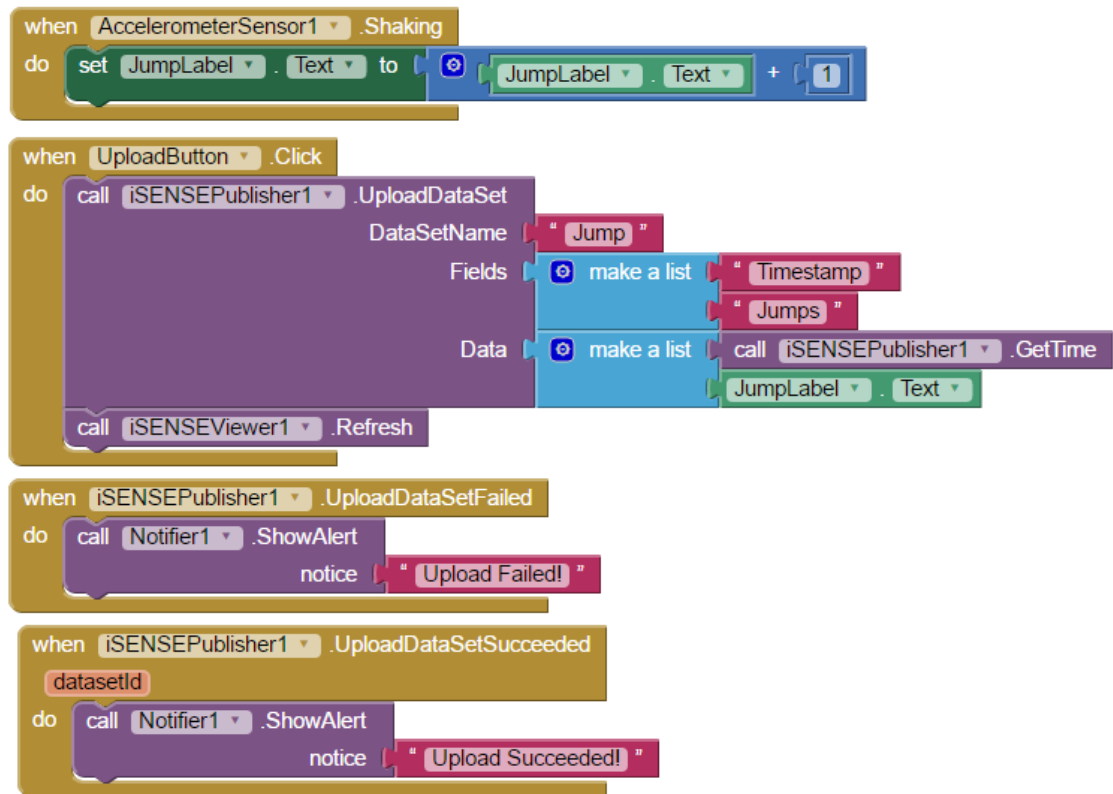 when AccelerometerSensor1 .Shaking
do set JumpLabel . Text to JumpLabel . Text + 1
when UploadButton .Click
do call iSENSEPublisher1 .UploadDataSet
DataSetName " Jump "
Fields make a list " Timestamp "
" Jumps "
Data make a list call iSENSEPublisher1 .GetTime
JumpLabel . Text
call iSENSEViewer1 .Refresh
when iSENSEPublisher1 .UploadDataSetFailed
do call Notifier1 .ShowAlert
notice " Upload Failed! "
when iSENSEPublisher1 .UploadDataSetSucceeded
datasetId
do call Notifier1 .ShowAlert
notice " Upload Succeeded! "